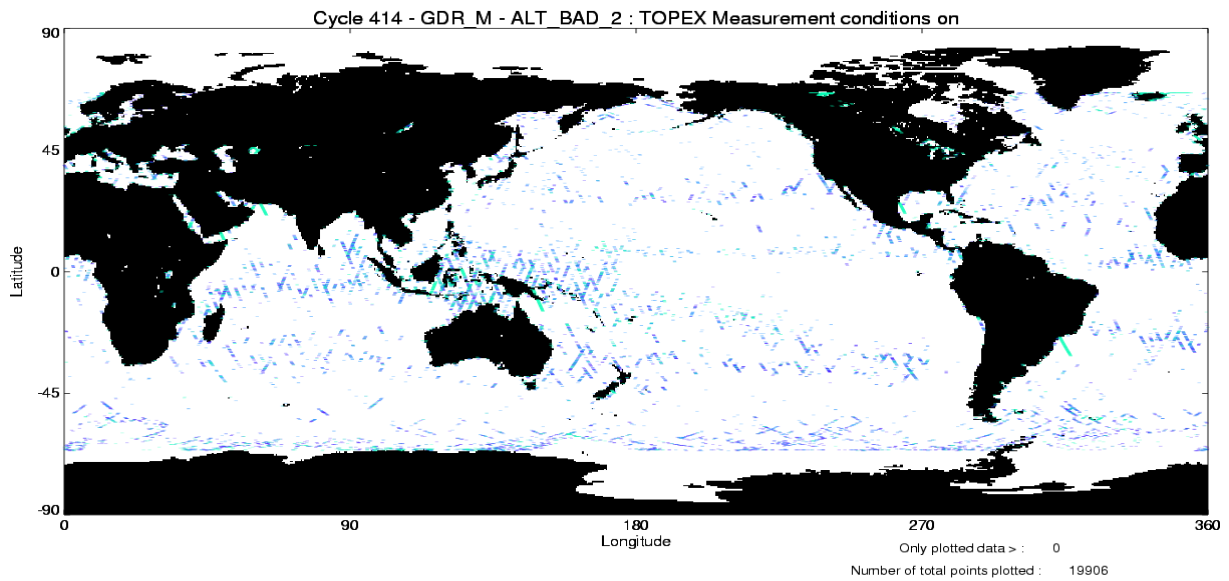 Cycle 414 - GDR_M - ALT_BAD_2 : TOPEX Measurement conditions on
90
45
0
-45
-90
Latitude
0 90 180 270 360
Longitude
Only plotted data > : 0
Number of total points plotted : 19906